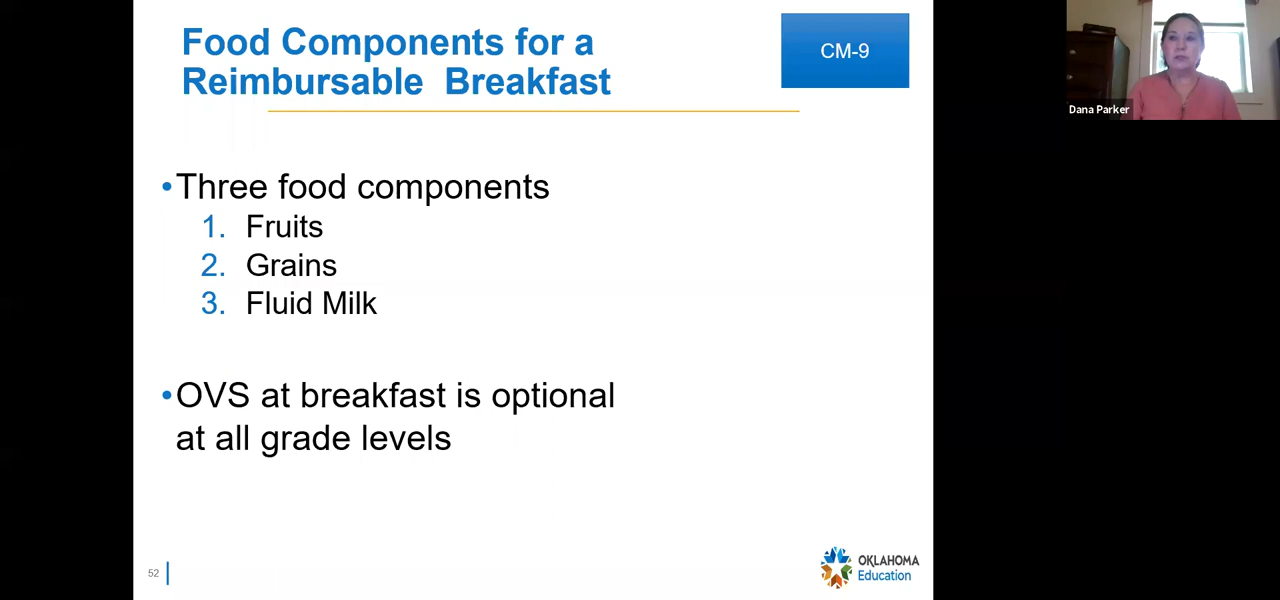 Food Components for a
Reimbursable Breakfast
CM-9
Dana Parker
•Three food components
1. Fruits
2. Grains
3. Fluid Milk
•OVS at breakfast is optional
at all grade levels
52
OKLAHOMA
Education